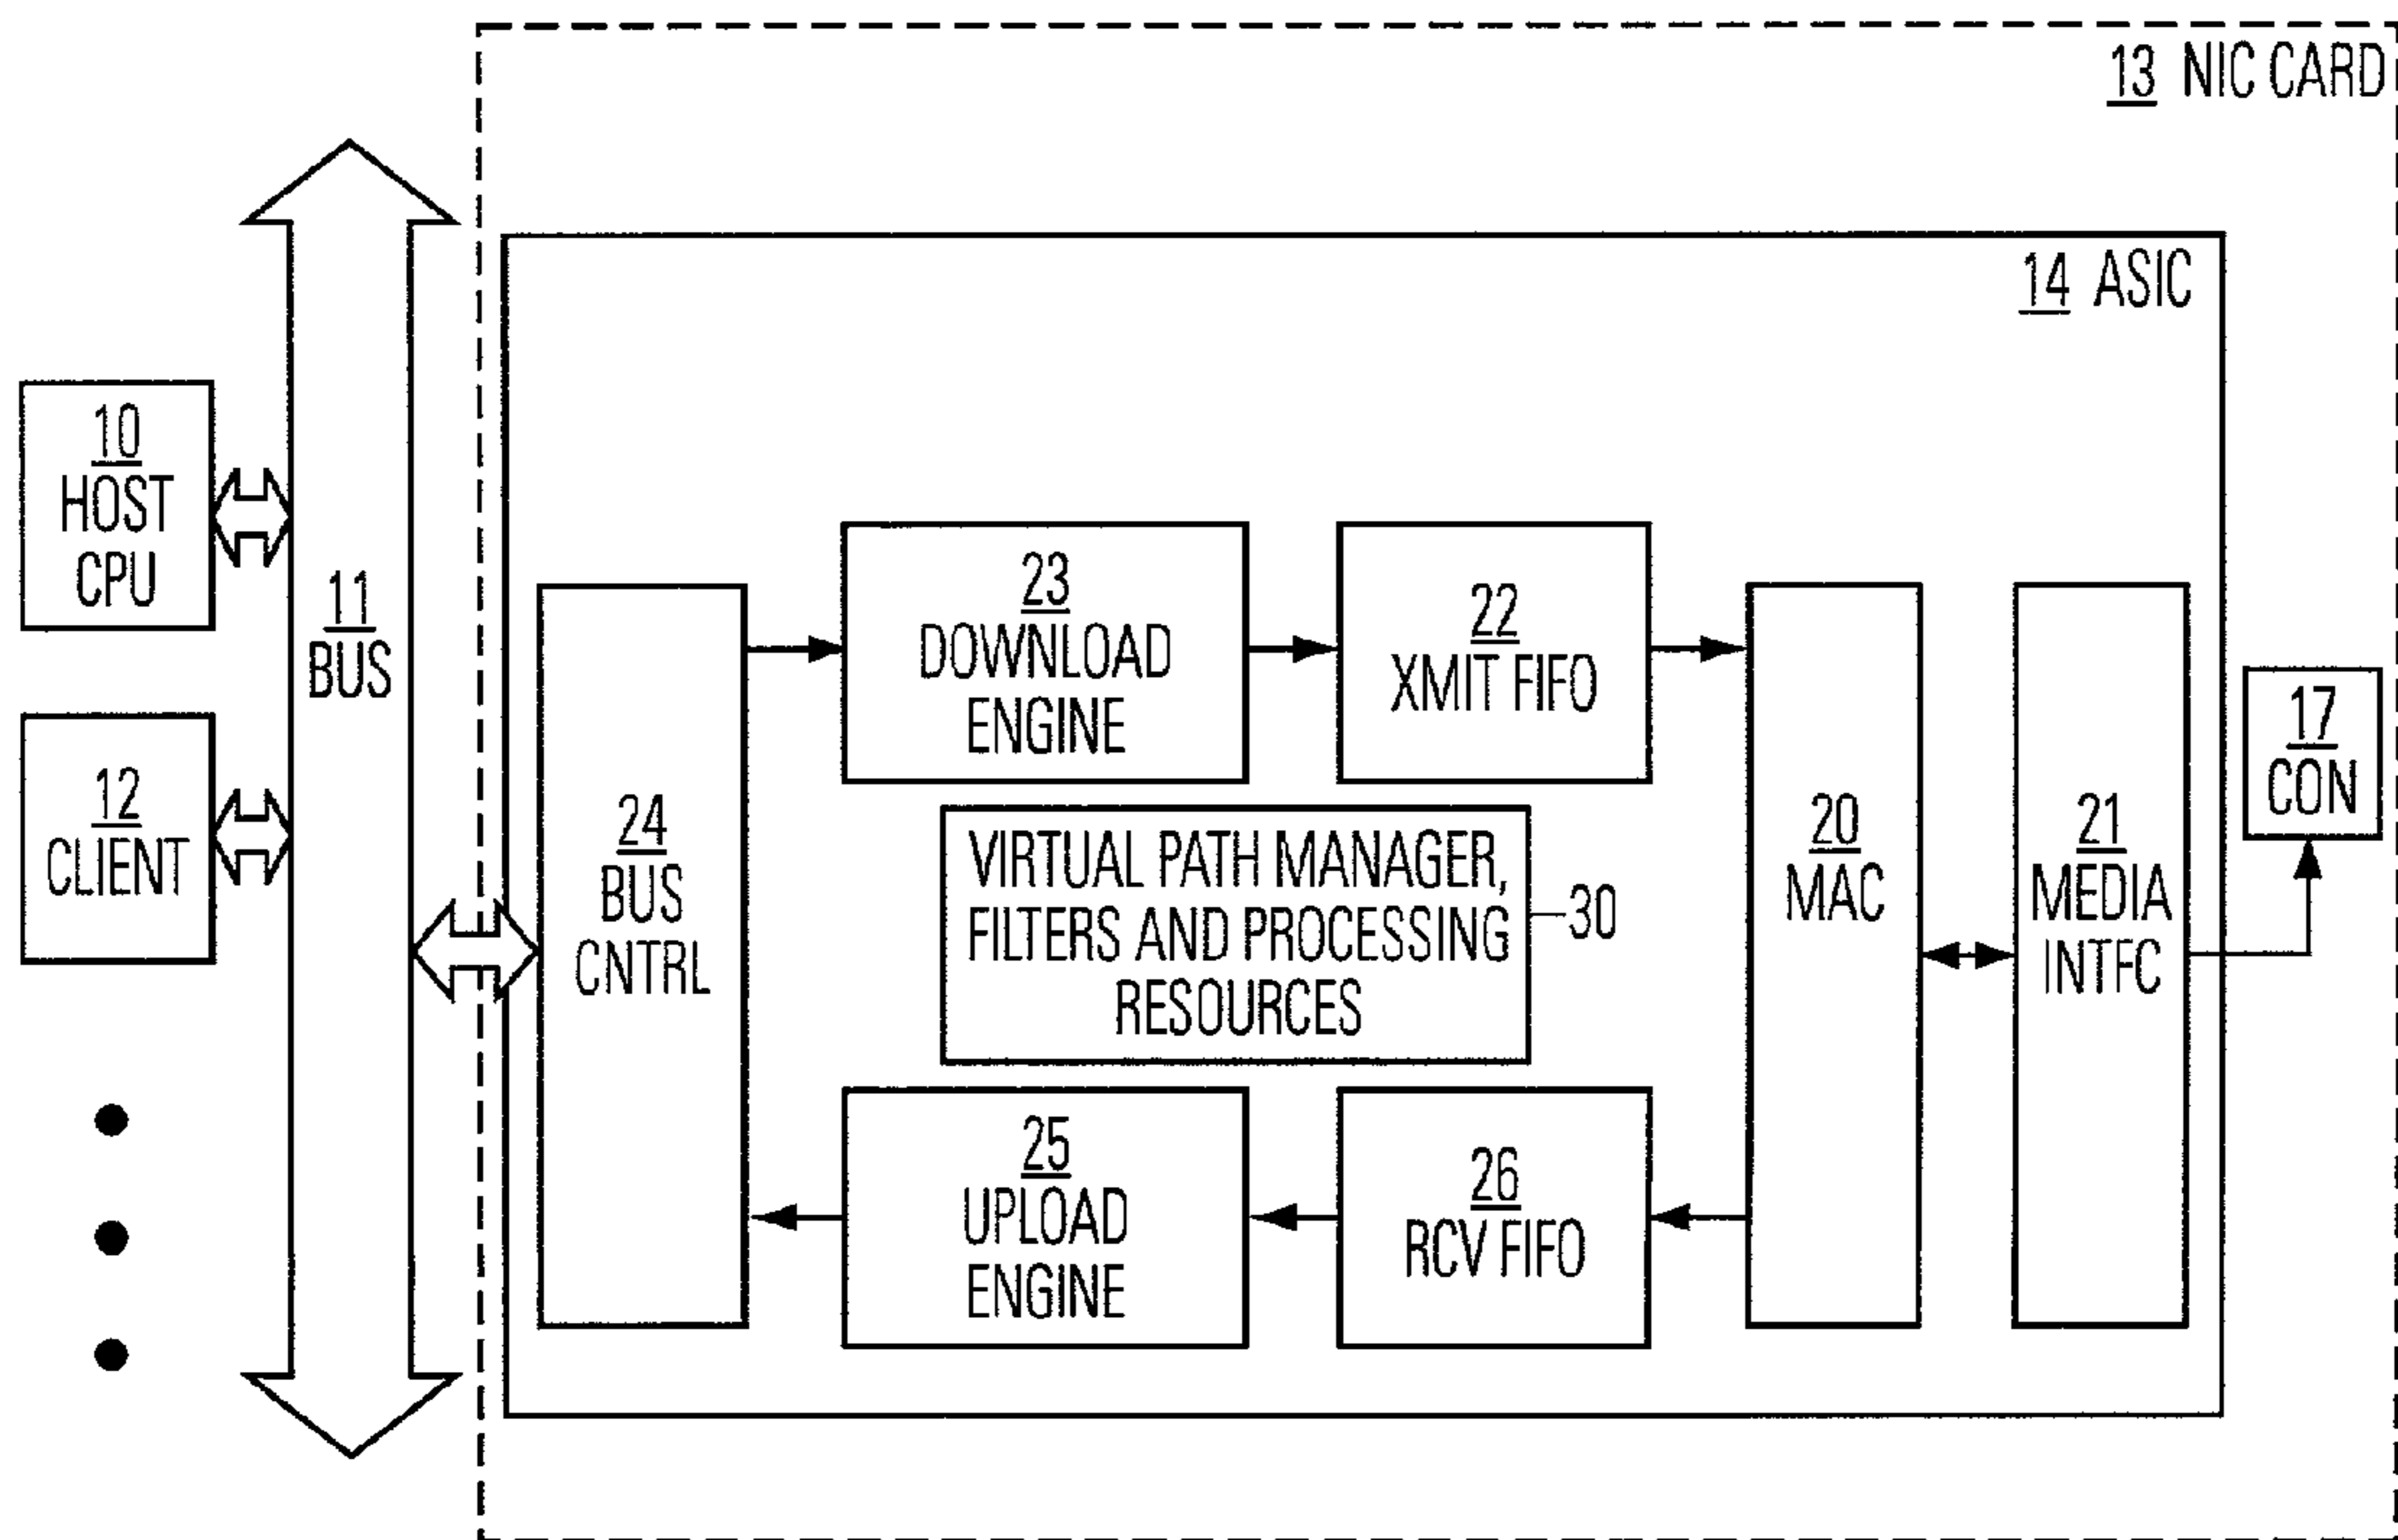 13 NIC CARD
14 ASIC
10
HOST
CPU
11
BUS
12
CLIENT
24
BUS
CNTRL
23
DOWNLOAD
ENGINE
22
XMIT FIFO
VIRTUAL PATH MANAGER,
FILTERS AND PROCESSING
RESOURCES
30
25
UPLOAD
ENGINE
26
RCV FIFO
20
MAC
21
MEDIA
INTFC
17
CON